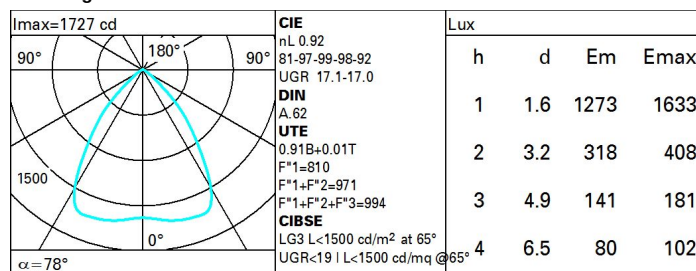 Imax=1727 cd
90°
180°
90°
1500
0°
α=78°
CIE
nL 0.92
81-97-99-98-92
UGR 17.1-17.0
DIN
A.62
UTE
0.91B+0.01T
F"1=810
F"1+F"2=971
F"1+F"2+F"3=994
CIBSE
LG3 L<1500 cd/m² at 65°
UGR<19 | L<1500 cd/mq @65°
Lux
h d Em Emax
1 1.6 1273 1633
2 3.2 318 408
3 4.9 141 181
4 6.5 80 102